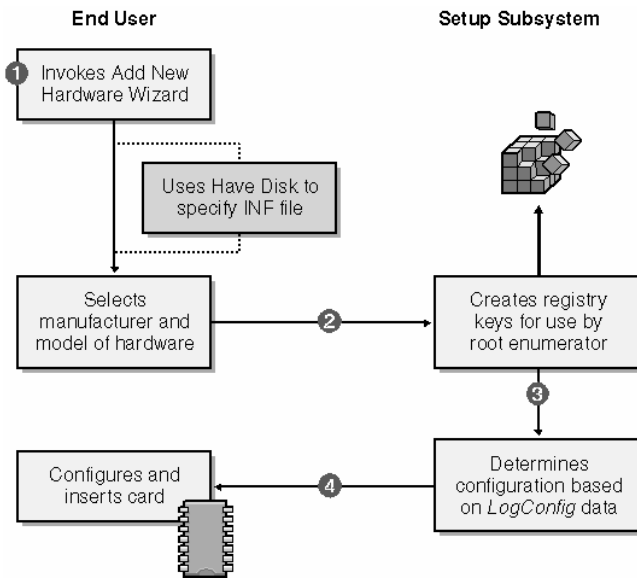 End User
Setup Subsystem
1
Invokes Add New
Hardware Wizard
Uses Have Disk to
specify INF file
Selects
manufacturer and
model of hardware
2
Creates registry
keys for use by
root enumerator
3
Determines
configuration based
on LogConfig data
4
Configures and
inserts card